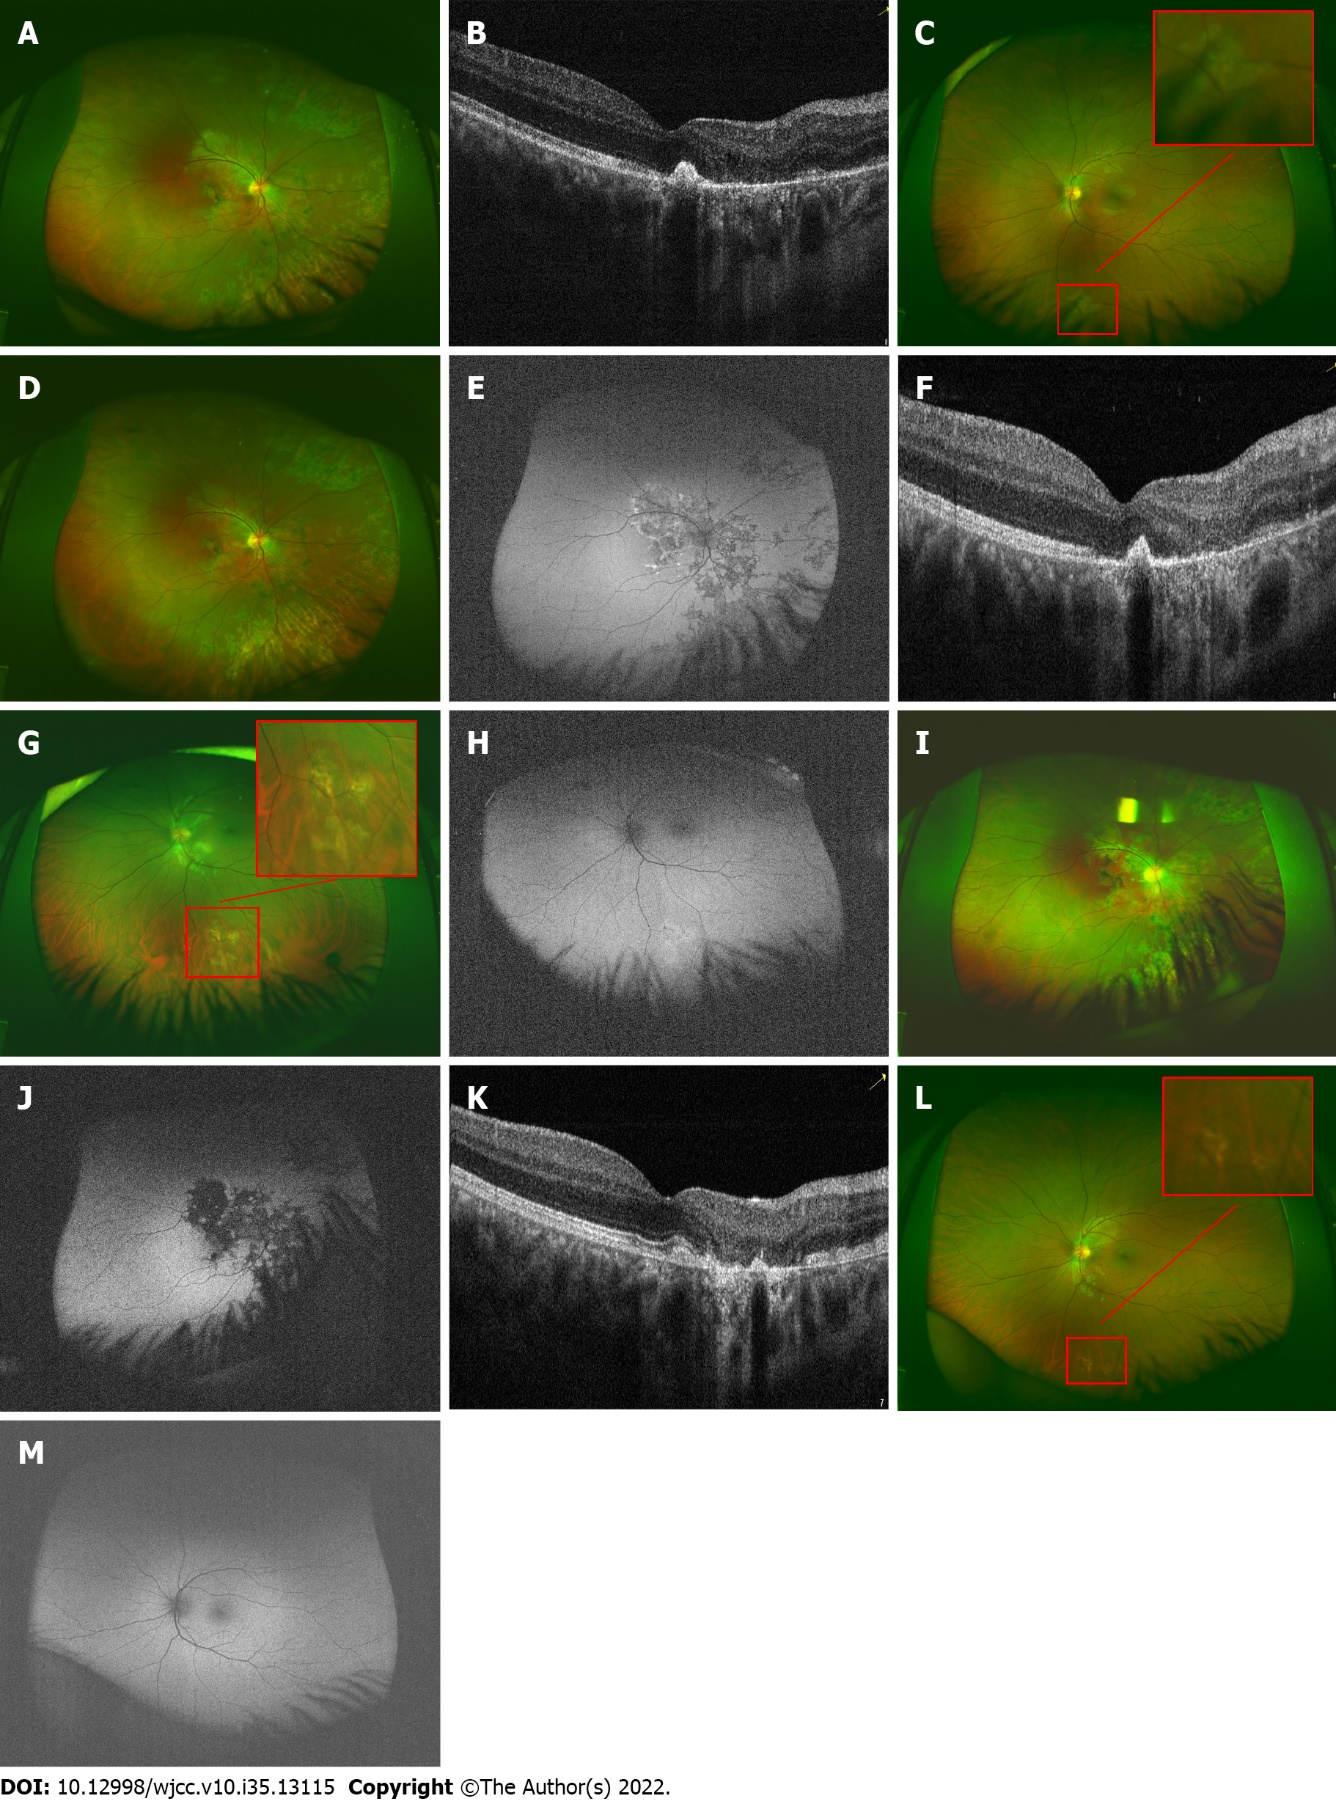 A
B
C
D
E
F
G
H
I
J
K
L
M
DOI: 10.12998/wjcc.v10.i35.13115 Copyright ©The Author(s) 2022.